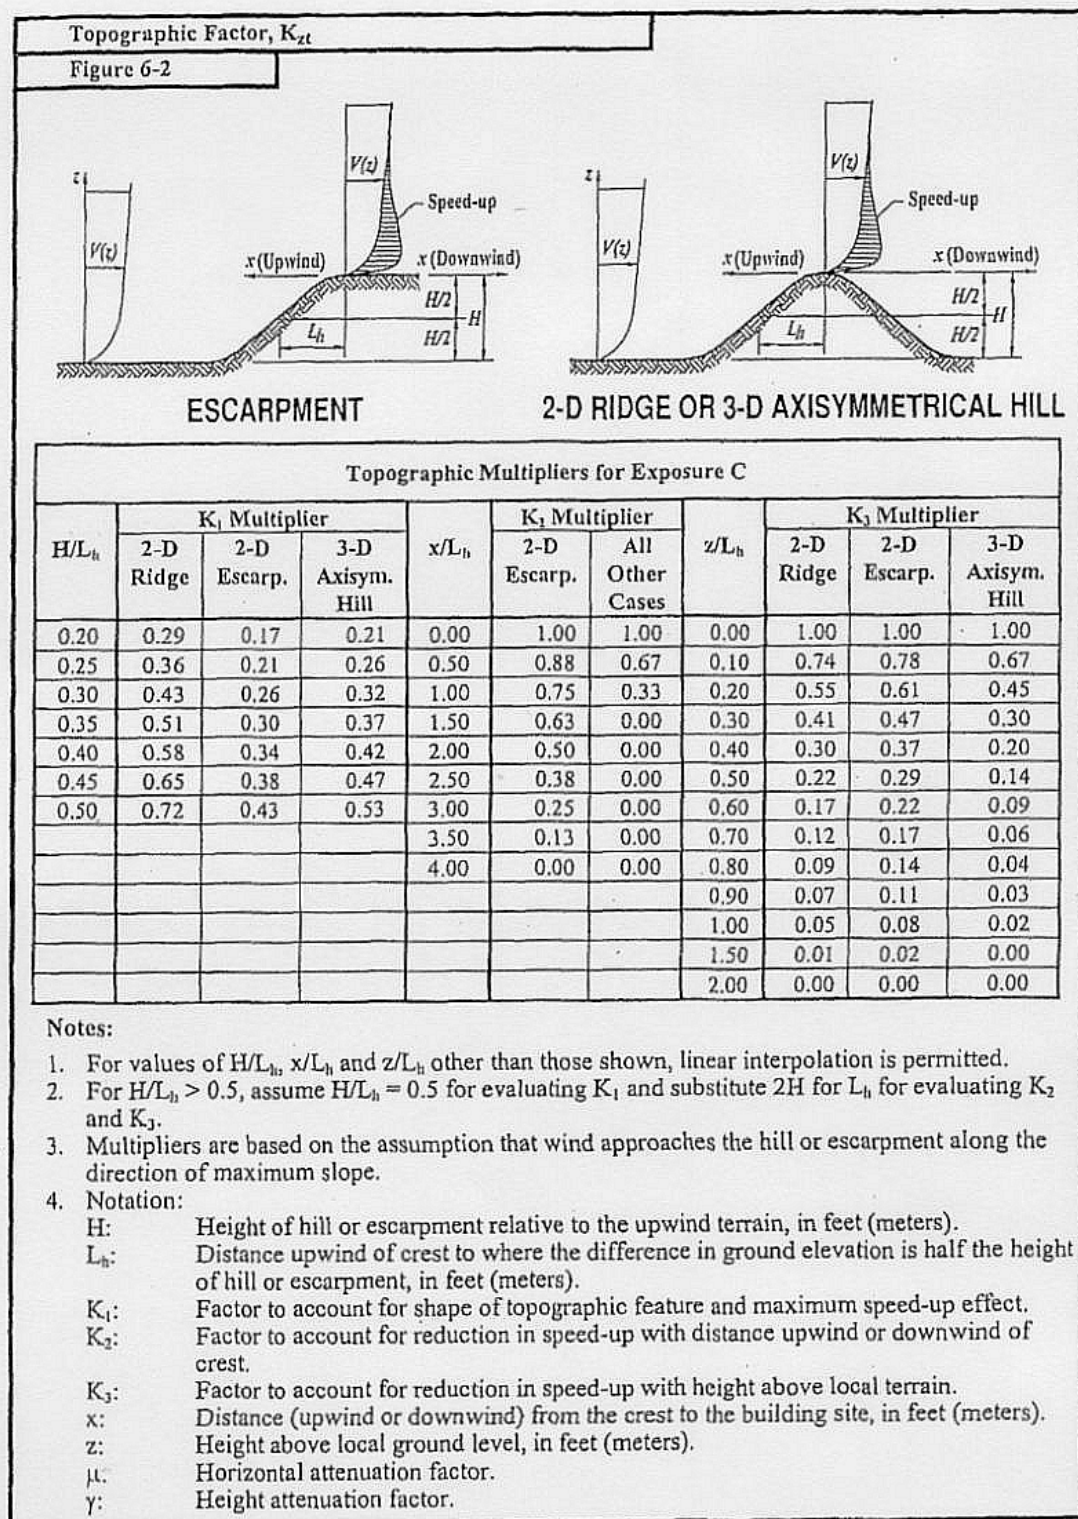 Topographic Factor, Kzt
Figure 6-2
z
V(z)
V(z)
Speed-up
x (Upwind)
x (Downwind)
H/2
H/2
H
Lh
ESCARPMENT
z
V(z)
V(z)
Speed-up
x (Upwind)
x (Downwind)
H/2
H/2
H
Lh
2-D RIDGE OR 3-D AXISYMMETRICAL HILL
Topographic Multipliers for Exposure C
K1 Multiplier K2 Multiplier K3 Multiplier
H/Lh 2-D 2-D 3-D x/Lh 2-D All z/Lh 2-D 2-D 3-D
Ridge Escarp. Axisym. Escarp. Other Ridge Escarp. Axisym.
Hill Cases Hill
0.20 0.29 0.17 0.21 0.00 1.00 1.00 0.00 1.00 1.00 1.00
0.25 0.36 0.21 0.26 0.50 0.88 0.67 0.10 0.74 0.78 0.67
0.30 0.43 0.26 0.32 1.00 0.75 0.33 0.20 0.55 0.61 0.45
0.35 0.51 0.30 0.37 1.50 0.63 0.00 0.30 0.41 0.47 0.30
0.40 0.58 0.34 0.42 2.00 0.50 0.00 0.40 0.30 0.37 0.20
0.45 0.65 0.38 0.47 2.50 0.38 0.00 0.50 0.22 0.29 0.14
0.50 0.72 0.43 0.53 3.00 0.25 0.00 0.60 0.17 0.22 0.09
3.50 0.13 0.00 0.70 0.12 0.17 0.06
4.00 0.00 0.00 0.80 0.09 0.14 0.04
0.90 0.07 0.11 0.03
1.00 0.05 0.08 0.02
1.50 0.01 0.02 0.00
2.00 0.00 0.00 0.00
Notes:
1. For values of H/Lh, x/Lh and z/Lh other than those shown, linear interpolation is permitted.
2. For H/Lh > 0.5, assume H/Lh = 0.5 for evaluating K1 and substitute 2H for Lh for evaluating K2
and K3.
3. Multipliers are based on the assumption that wind approaches the hill or escarpment along the
direction of maximum slope.
4. Notation:
H: Height of hill or escarpment relative to the upwind terrain, in feet (meters).
Lh: Distance upwind of crest to where the difference in ground elevation is half the height
of hill or escarpment, in feet (meters).
K1: Factor to account for shape of topographic feature and maximum speed-up effect.
K2: Factor to account for reduction in speed-up with distance upwind or downwind of
crest.
K3: Factor to account for reduction in speed-up with height above local terrain.
x: Distance (upwind or downwind) from the crest to the building site, in feet (meters).
z: Height above local ground level, in feet (meters).
μ: Horizontal attenuation factor.
γ: Height attenuation factor.